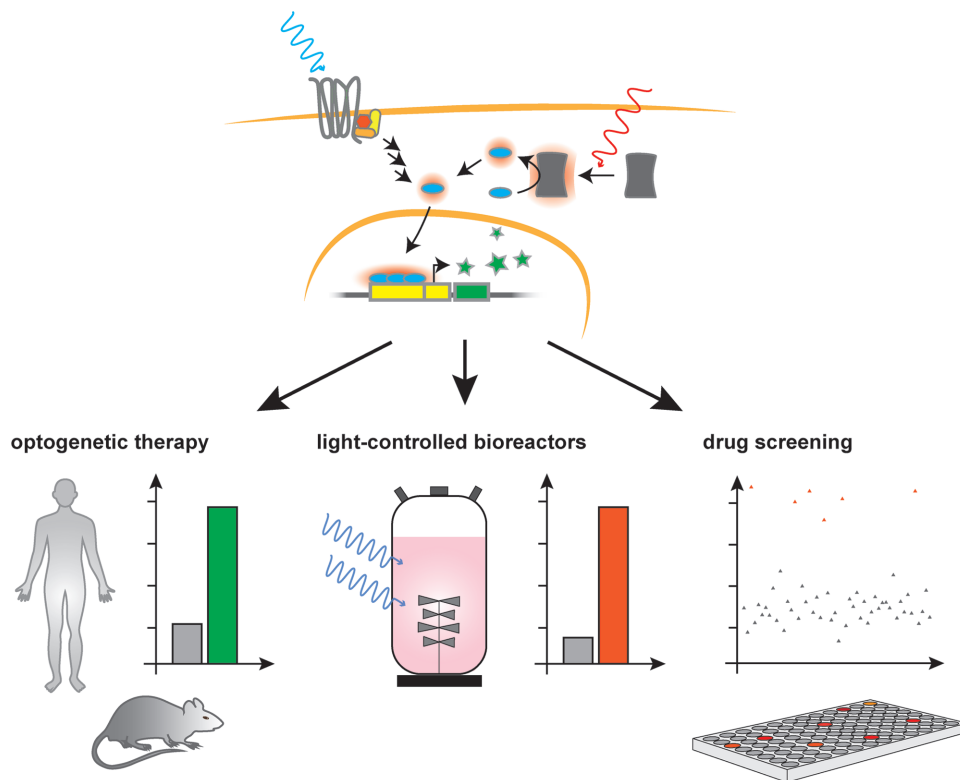 optogenetic therapy
light-controlled bioreactors
drug screening